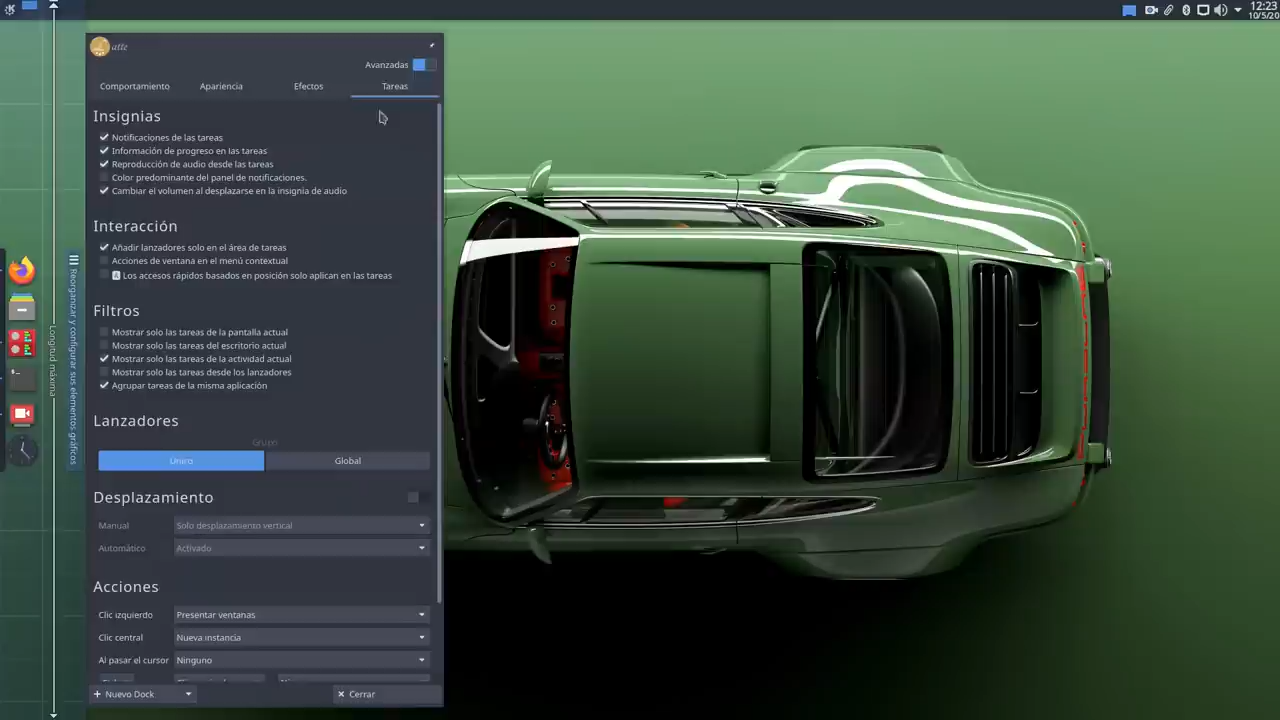 12:23
10/5/20
atte
Avanzadas
Comportamiento
Apariencia
Efectos
Tareas
Insignias
Notificaciones de las tareas
Información de progreso en las tareas
Reproducción de audio desde las tareas
Color predominante del panel de notificaciones.
Cambiar el volumen al desplazarse en la insignia de audio
Interacción
Añadir lanzadores solo en el área de tareas
Acciones de ventana en el menú contextual
A Los accesos rápidos basados en posición solo aplican en las tareas
Filtros
Mostrar solo las tareas de la pantalla actual
Mostrar solo las tareas del escritorio actual
Mostrar solo las tareas de la actividad actual
Mostrar solo las tareas desde los lanzadores
Agrupar tareas de la misma aplicación
Lanzadores
Grupo
Único
Global
Desplazamiento
Manual
Solo desplazamiento vertical
Automático
Activado
Acciones
Clic izquierdo
Presentar ventanas
Clic central
Nueva instancia
Al pasar el cursor
Ninguno
Nuevo Dock
Cerrar
Longitud máxima
Reorganizar y configurar sus elementos gráficos